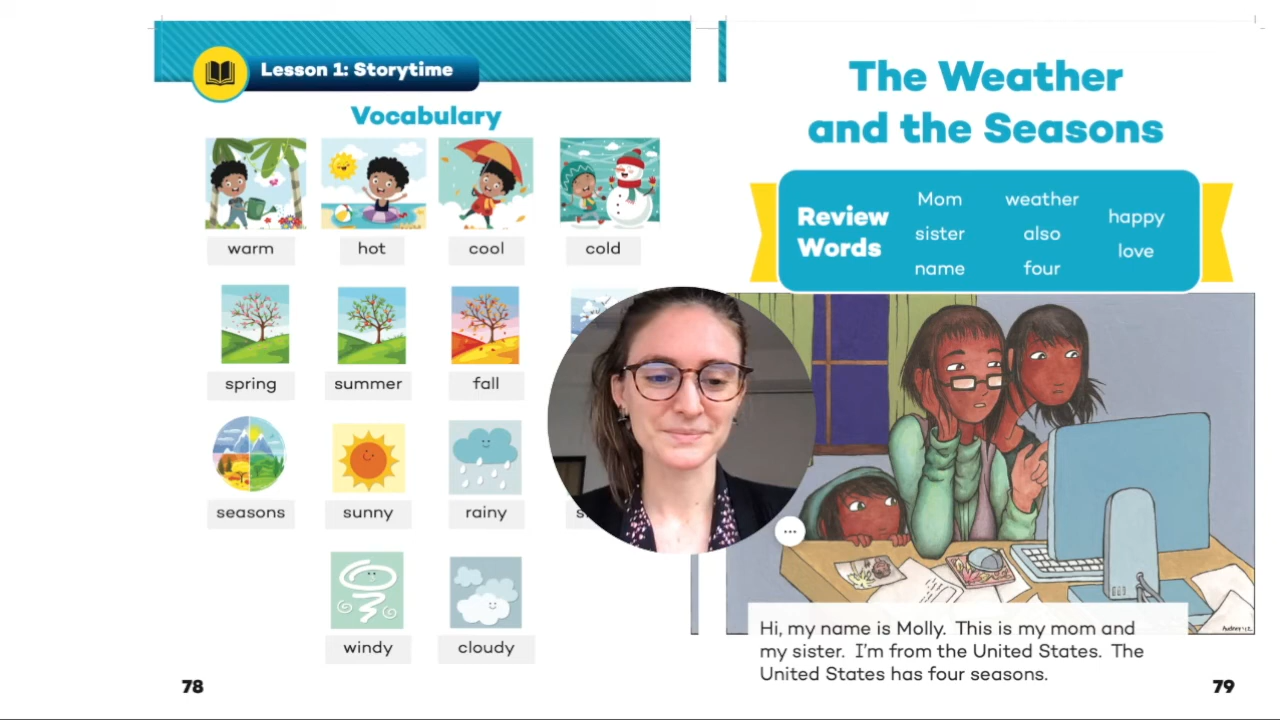 Lesson 1: Storytime
Vocabulary
warm hot cool cold
spring summer fall
seasons sunny rainy
windy cloudy
78
The Weather
and the Seasons
Review
Words
Mom weather happy
sister also love
name four
Hi, my name is Molly. This is my mom and
my sister. I'm from the United States. The
United States has four seasons.
79